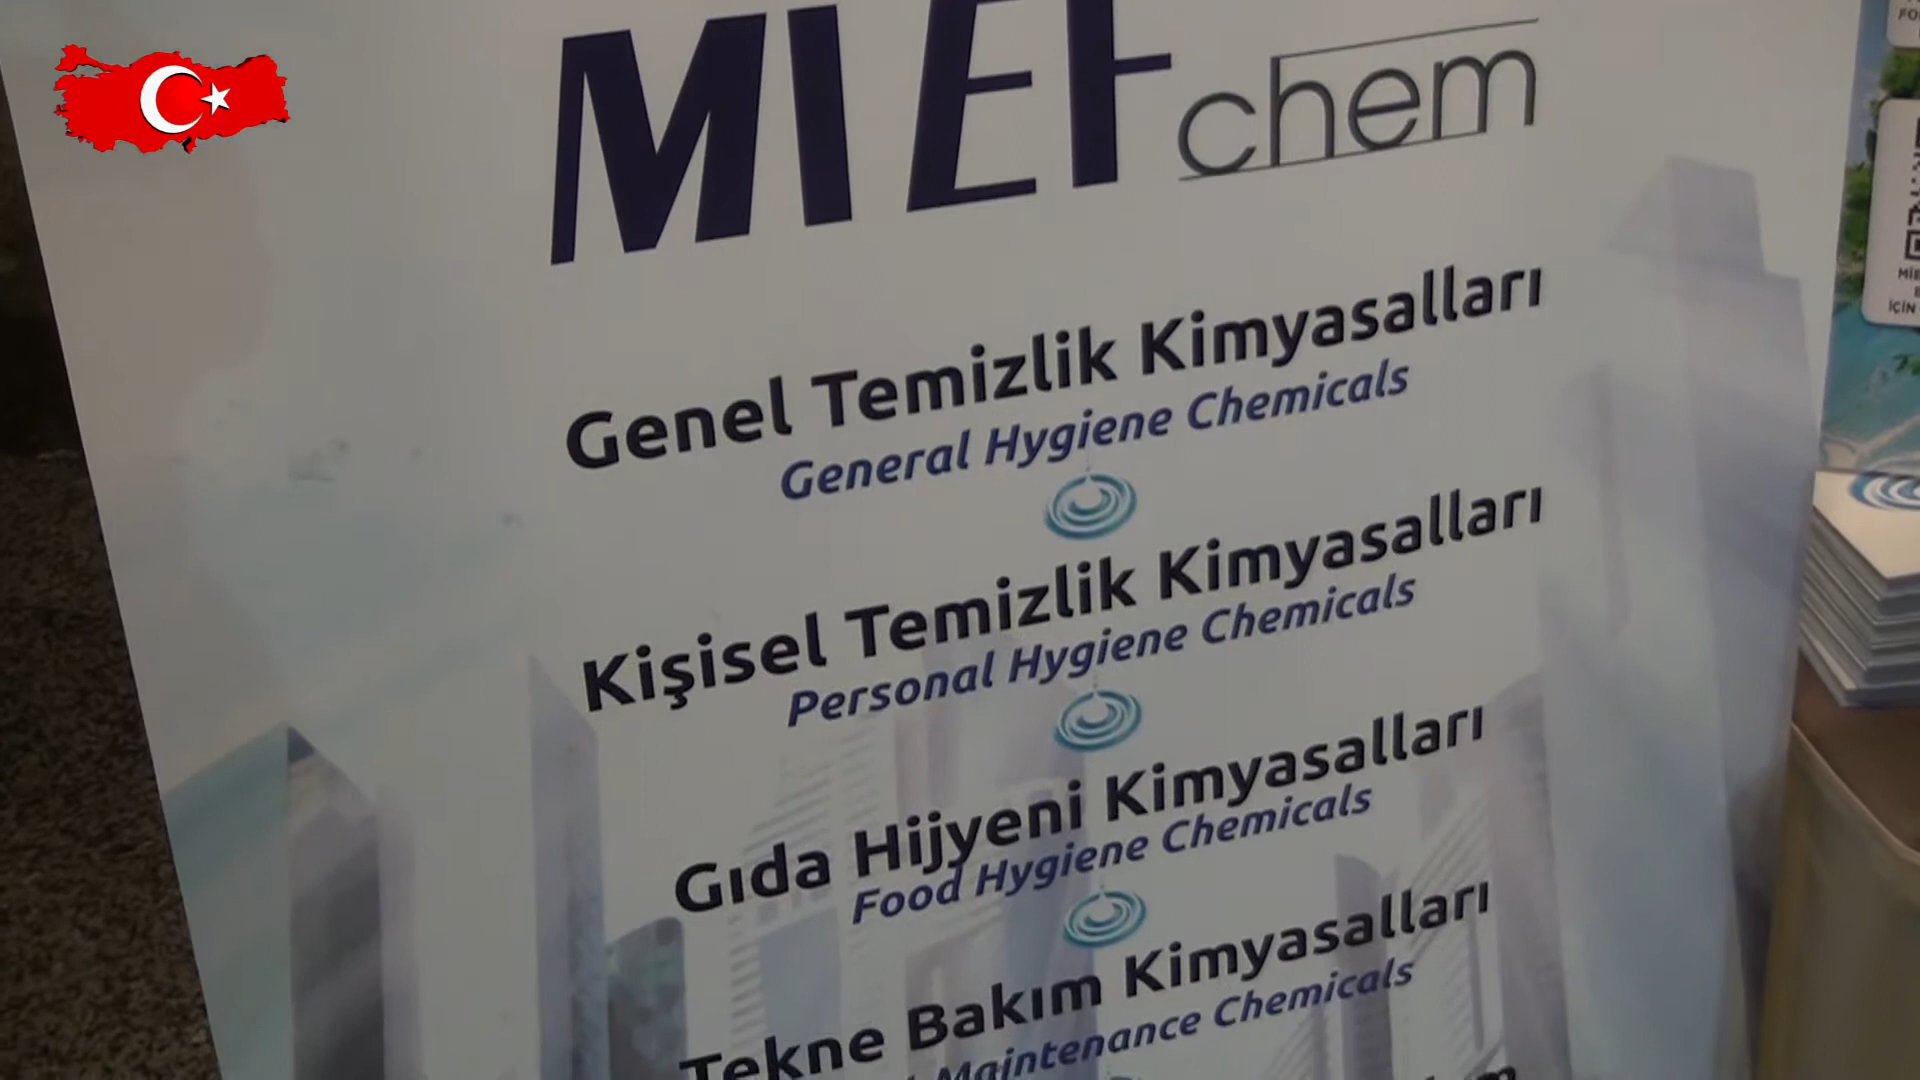 MIEF chem
Genel Temizlik Kimyasalları
General Hygiene Chemicals
Kişisel Temizlik Kimyasalları
Personal Hygiene Chemicals
Gıda Hijyeni Kimyasalları
Food Hygiene Chemicals
Tekne Bakım Kimyasalları
Maintenance Chemicals
İÇİN